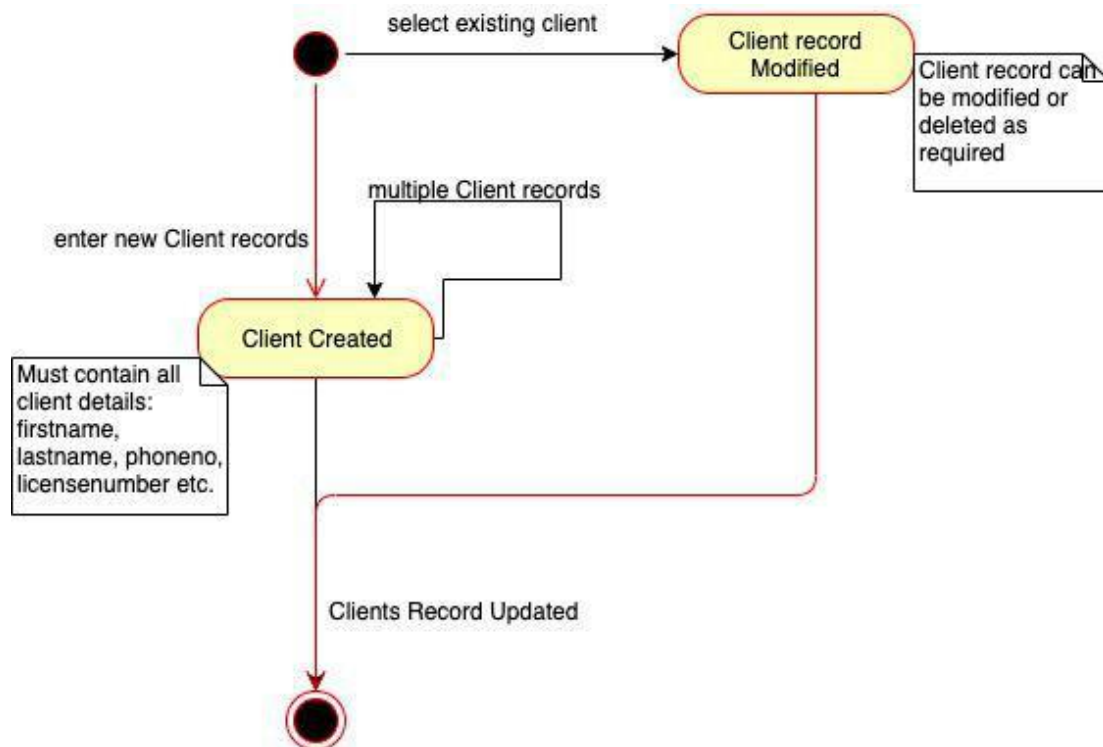 select existing client
Client record
Modified
Client record can
be modified or
deleted as
required
multiple Client records
enter new Client records
Client Created
Must contain all
client details:
firstname,
lastname, phoneno,
licensenumber etc.
Clients Record Updated